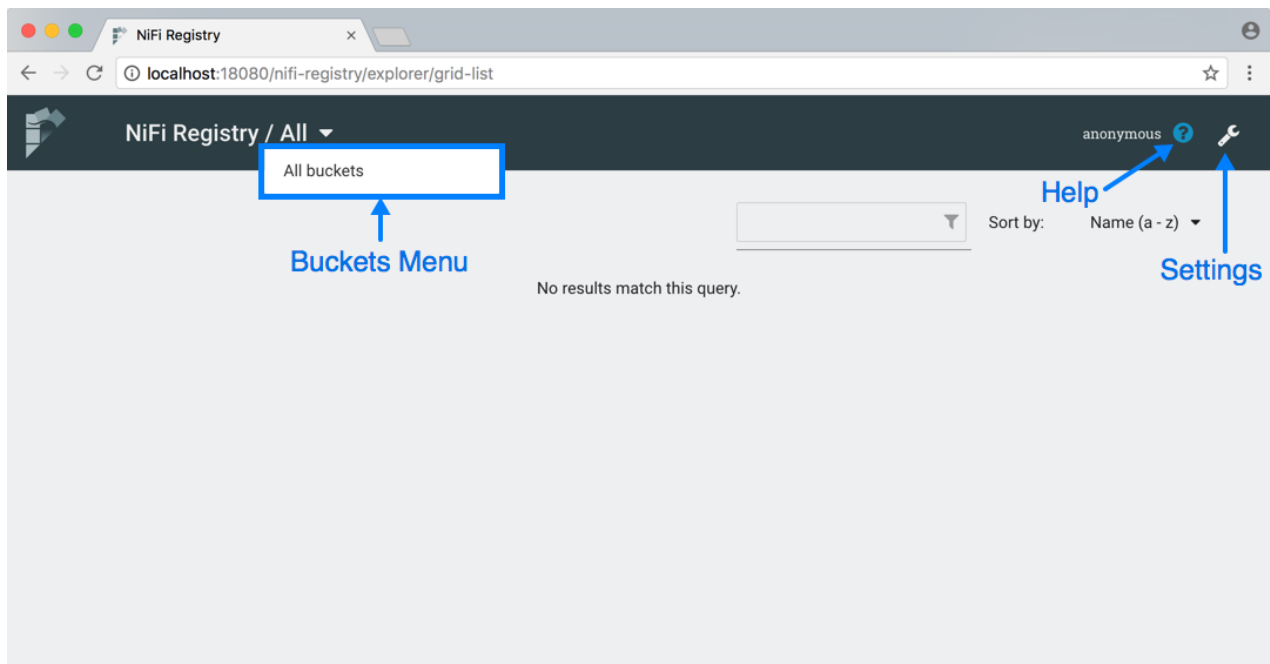 NiFi Registry
localhost:18080/nifi-registry/explorer/grid-list
NiFi Registry / All
anonymous ?
All buckets
Help
Sort by: Name (a - z)
Buckets Menu
Settings
No results match this query.